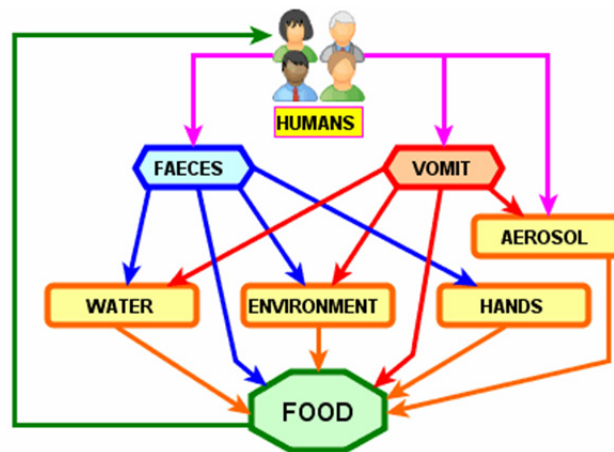 HUMANS
FAECES
VOMIT
AEROSOL
WATER
ENVIRONMENT
HANDS
FOOD